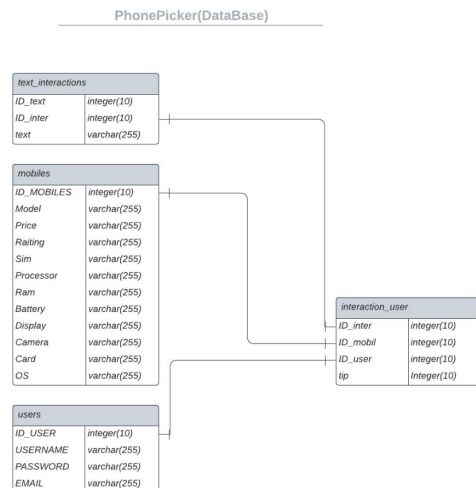 PhonePicker(DataBase)
text_interactions
ID_text integer(10)
ID_inter integer(10)
text varchar(255)
mobiles
ID_MOBILES integer(10)
Model varchar(255)
Price varchar(255)
Raiting varchar(255)
Sim varchar(255)
Processor varchar(255)
Ram varchar(255)
Battery varchar(255)
Display varchar(255)
Camera varchar(255)
Card varchar(255)
OS varchar(255)
interaction_user
ID_inter integer(10)
ID_mobil integer(10)
ID_user integer(10)
tip Integer(10)
users
ID_USER integer(10)
USERNAME varchar(255)
PASSWORD varchar(255)
EMAIL varchar(255)